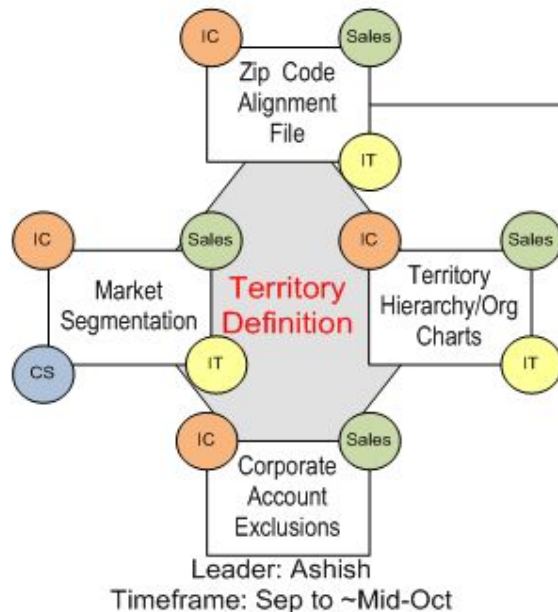 IC
Sales
Zip Code
Alignment
File
IT
IC
Sales
Market
Segmentation
CS
IT
Territory
Definition
IC
Sales
Territory
Hierarchy/Org
Charts
IT
IC
Sales
Corporate
Account
Exclusions
Leader: Ashish
Timeframe: Sep to ~Mid-Oct